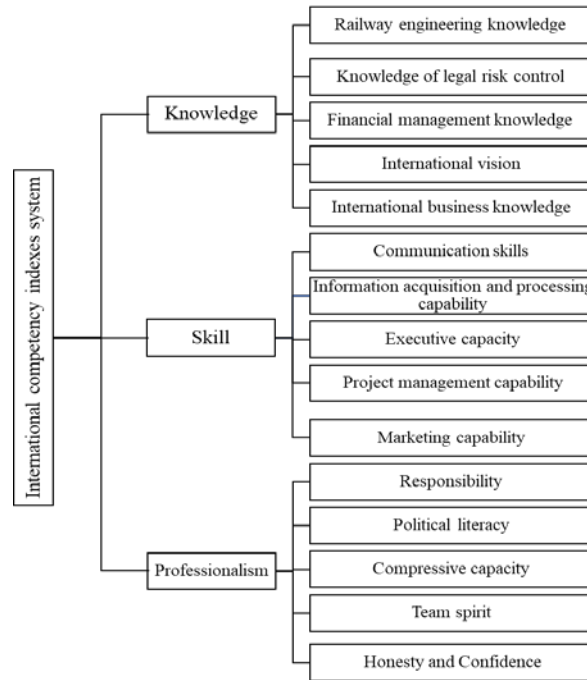 International competency indexes system
Knowledge
Railway engineering knowledge
Knowledge of legal risk control
Financial management knowledge
International vision
International business knowledge
Skill
Communication skills
Information acquisition and processing
capability
Executive capacity
Project management capability
Marketing capability
Professionalism
Responsibility
Political literacy
Compressive capacity
Team spirit
Honesty and Confidence